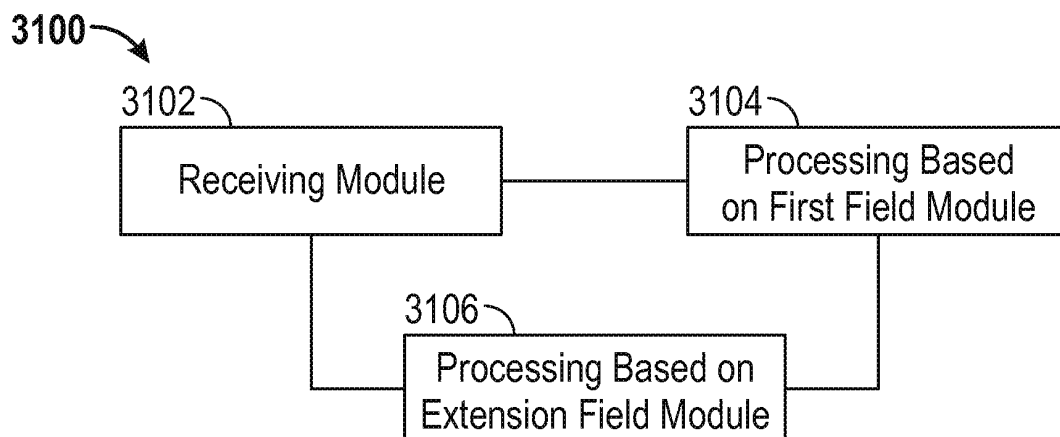 3100
3102
Receiving Module
3104
Processing Based
on First Field Module
3106
Processing Based on
Extension Field Module